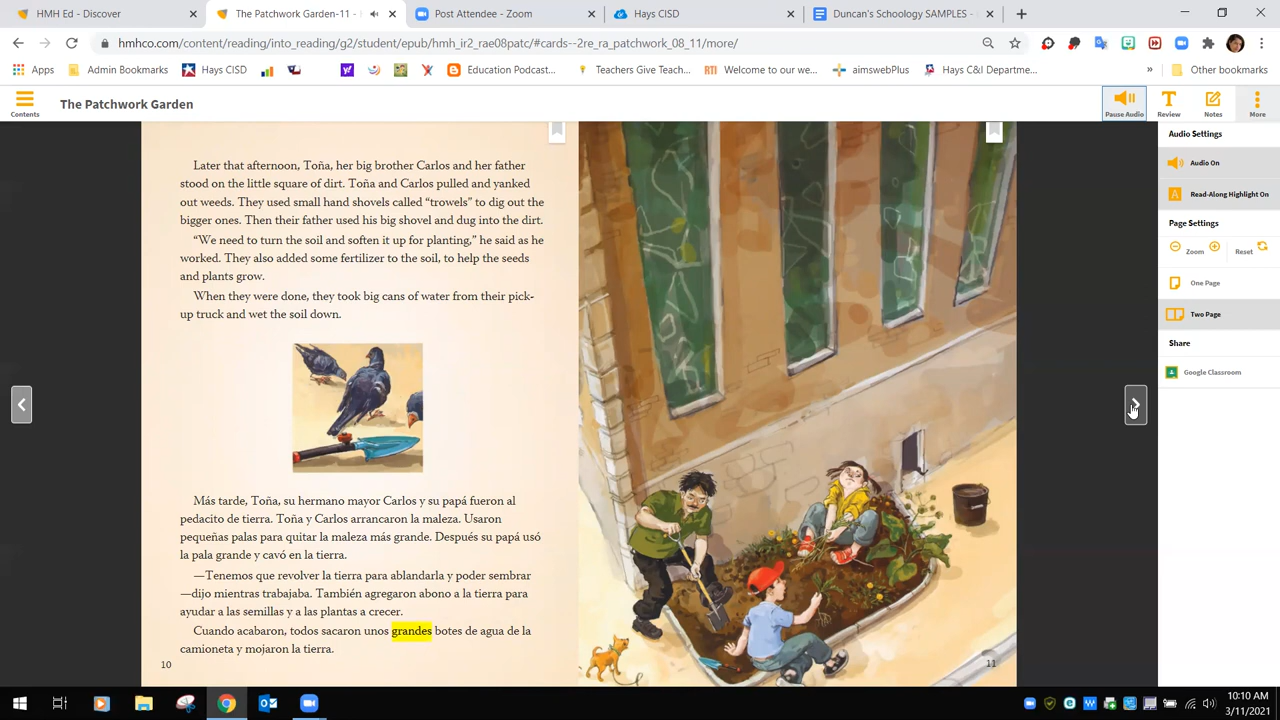 HMH Ed - Discover
The Patchwork Garden-11 -
Post Attendee - Zoom
Hays CISD
Duncan's Schoology SAMPLES -
hmhco.com/content/reading/into_reading/g2/student/epub/hmh_ir2_rae08patc/#cards--2re_ra_patchwork_08_11/more/
Apps
Admin Bookmarks
Hays CISD
Education Podcast...
Teachers Give Teach...
RTI Welcome to our we...
aimswebPlus
Hays C&I Departme...
»
Other bookmarks
Contents
The Patchwork Garden
Pause Audio
Review
Notes
More
Later that afternoon, Toña, her big brother Carlos and her father
stood on the little square of dirt. Toña and Carlos pulled and yanked
out weeds. They used small hand shovels called “trowels” to dig out the
bigger ones. Then their father used his big shovel and dug into the dirt.
“We need to turn the soil and soften it up for planting,” he said as he
worked. They also added some fertilizer to the soil, to help the seeds
and plants grow.
When they were done, they took big cans of water from their pick-
up truck and wet the soil down.
Más tarde, Toña, su hermano mayor Carlos y su papá fueron al
pedacito de tierra. Toña y Carlos arrancaron la maleza. Usaron
pequeñas palas para quitar la maleza más grande. Después su papá usó
la pala grande y cavó en la tierra.
—Tenemos que revolver la tierra para ablandarla y poder sembrar
—dijo mientras trabajaba. También agregaron abono a la tierra para
ayudar a las semillas y a las plantas a crecer.
Cuando acabaron, todos sacaron unos grandes botes de agua de la
camioneta y mojaron la tierra.
10
11
Audio Settings
Audio On
A Read-Along Highlight On
Page Settings
Zoom
Reset
One Page
Two Page
Share
Google Classroom
10:10 AM
3/11/2021